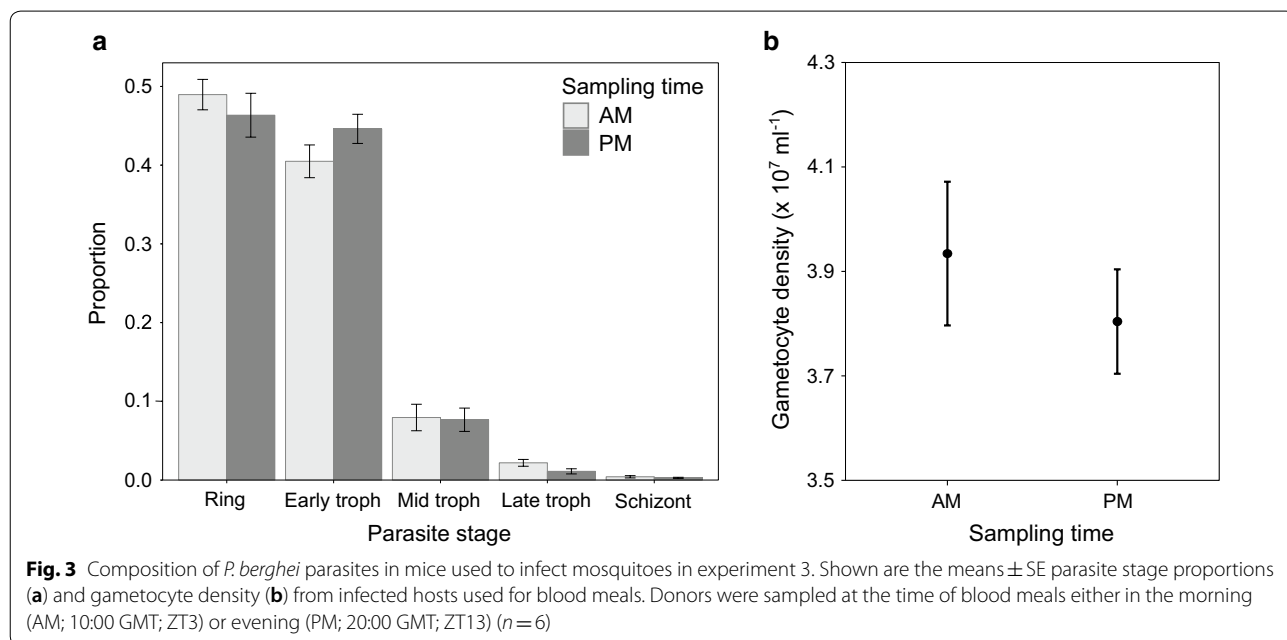 a
0.5
0.4
0.3
0.2
0.1
0.0
Proportion
Sampling time
AM
PM
Ring Early troph Mid troph Late troph Schizont
Parasite stage
b
4.3
4.1
3.9
3.7
3.5
Gametocyte density (x 10⁷ ml⁻¹)
AM PM
Sampling time
Fig. 3 Composition of P. berghei parasites in mice used to infect mosquitoes in experiment 3. Shown are the means ± SE parasite stage proportions
(a) and gametocyte density (b) from infected hosts used for blood meals. Donors were sampled at the time of blood meals either in the morning
(AM; 10:00 GMT; ZT3) or evening (PM; 20:00 GMT; ZT13) (n = 6)